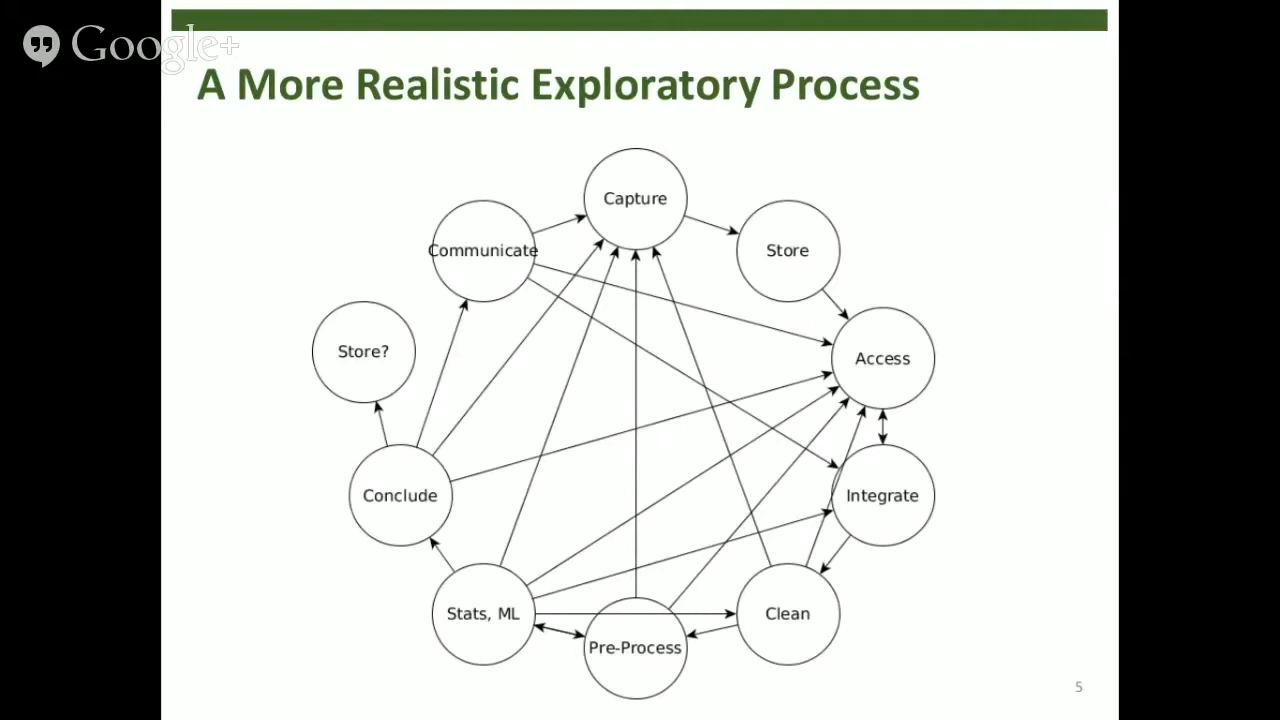 Google+
A More Realistic Exploratory Process
Capture
Communicate
Store
Store?
Access
Conclude
Integrate
Stats, ML
Clean
Pre-Process
5